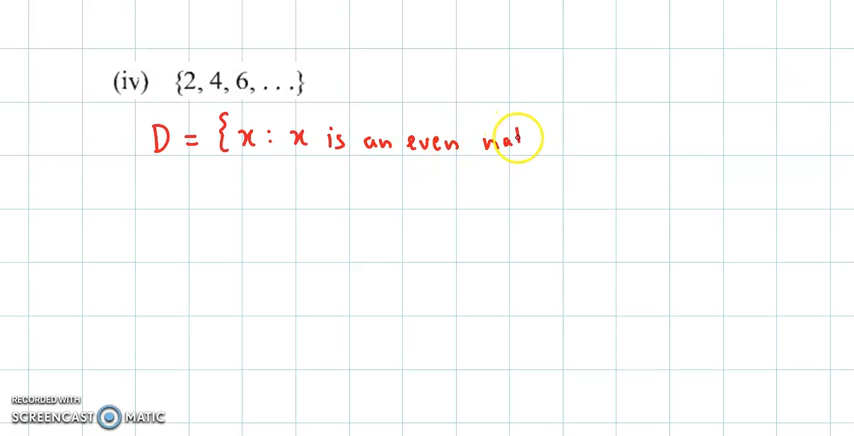 (iv) {2, 4, 6, . . .}
D = { x : x is an even nat
RECORDED WITH
SCREENCAST MATIC